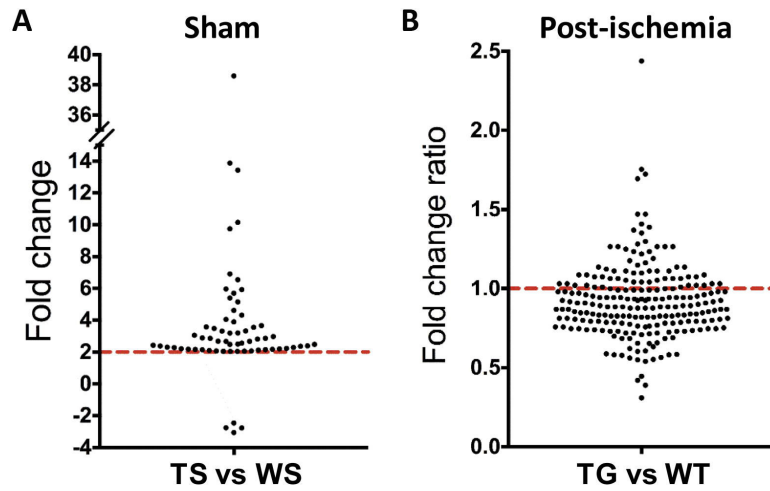 A
Sham
Fold change
40
38
36
14
12
10
8
6
4
2
0
-2
-4
TS vs WS
B
Post-ischemia
Fold change ratio
2.5
2.0
1.5
1.0
0.5
0.0
TG vs WT